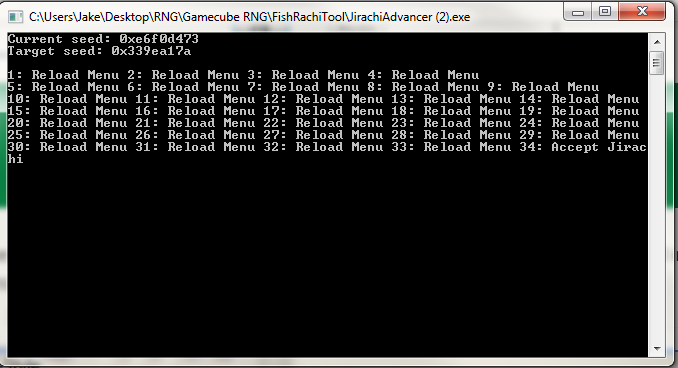 C:\Users\Jake\Desktop\RNG\Gamecube RNG\FishRachiTool\JirachiAdvancer (2).exe
Current seed: 0xe6f0d473
Target seed: 0x339ea17a
1: Reload Menu 2: Reload Menu 3: Reload Menu 4: Reload Menu
5: Reload Menu 6: Reload Menu 7: Reload Menu 8: Reload Menu 9: Reload Menu
10: Reload Menu 11: Reload Menu 12: Reload Menu 13: Reload Menu 14: Reload Menu
15: Reload Menu 16: Reload Menu 17: Reload Menu 18: Reload Menu 19: Reload Menu
20: Reload Menu 21: Reload Menu 22: Reload Menu 23: Reload Menu 24: Reload Menu
25: Reload Menu 26: Reload Menu 27: Reload Menu 28: Reload Menu 29: Reload Menu
30: Reload Menu 31: Reload Menu 32: Reload Menu 33: Reload Menu 34: Accept Jirac
hi